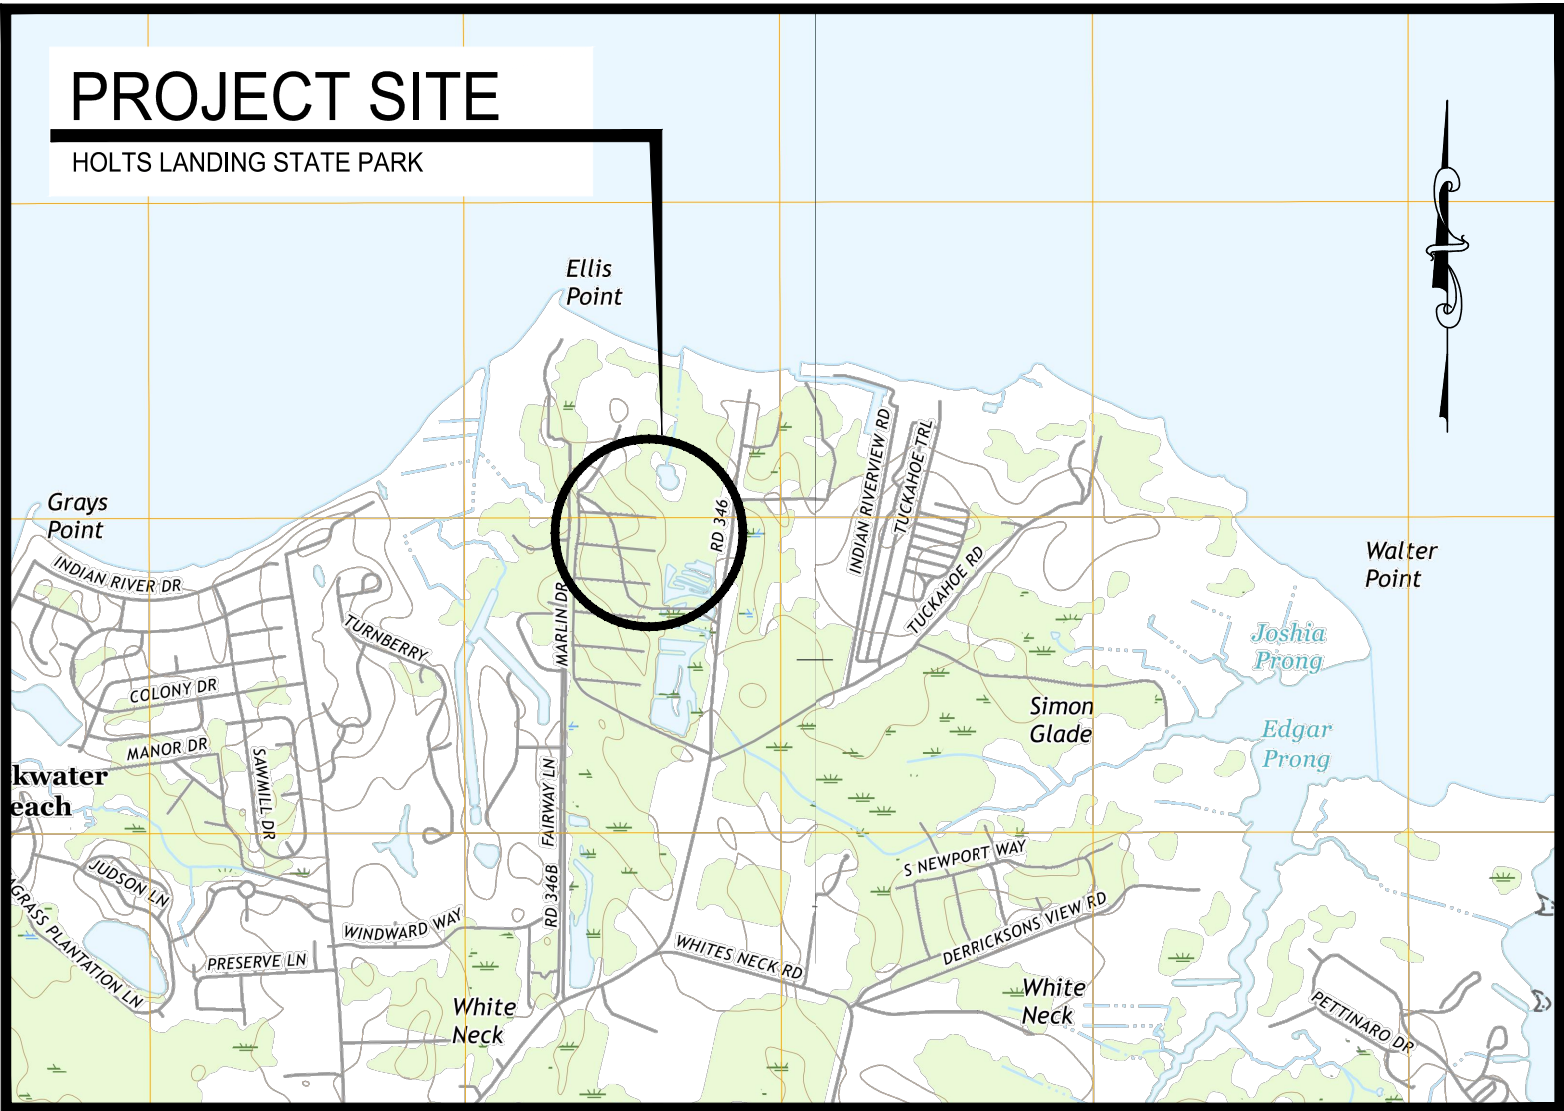 PROJECT SITE
HOLTS LANDING STATE PARK
Ellis
Point
Grays
Point
INDIAN RIVER DR
TURNBERRY
COLONY DR
MANOR DR
SAWMILL DR
kwater
each
JUDSON LN
AGRASS PLANTATION LN
PRESERVE LN
WINDWARD WAY
MARLIN DR
FAIRWAY LN
RD 346B
RD 346
INDIAN RIVERVIEW RD
TUCKAHOE TRL
TUCKAHOE RD
Walter
Point
Joshia
Prong
Simon
Glade
Edgar
Prong
S NEWPORT WAY
DERRICKSONS VIEW RD
WHITES NECK RD
White
Neck
White
Neck
PETTINARO DR